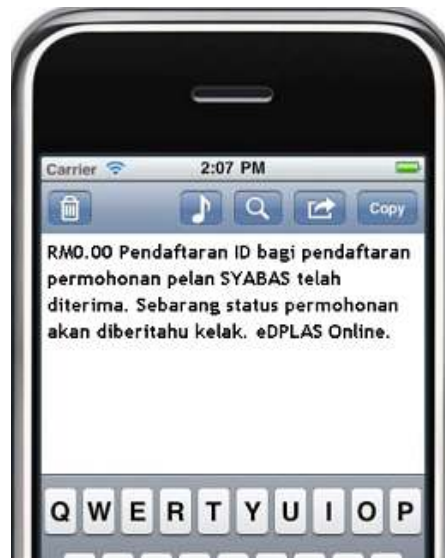 Carrier 2:07 PM
Copy
RM0.00 Pendaftaran ID bagi pendaftaran
permohonan pelan SYABAS telah
diterima. Sebarang status permohonan
akan diberitahu kelak. eDPLAS Online.
Q W E R T Y U I O P